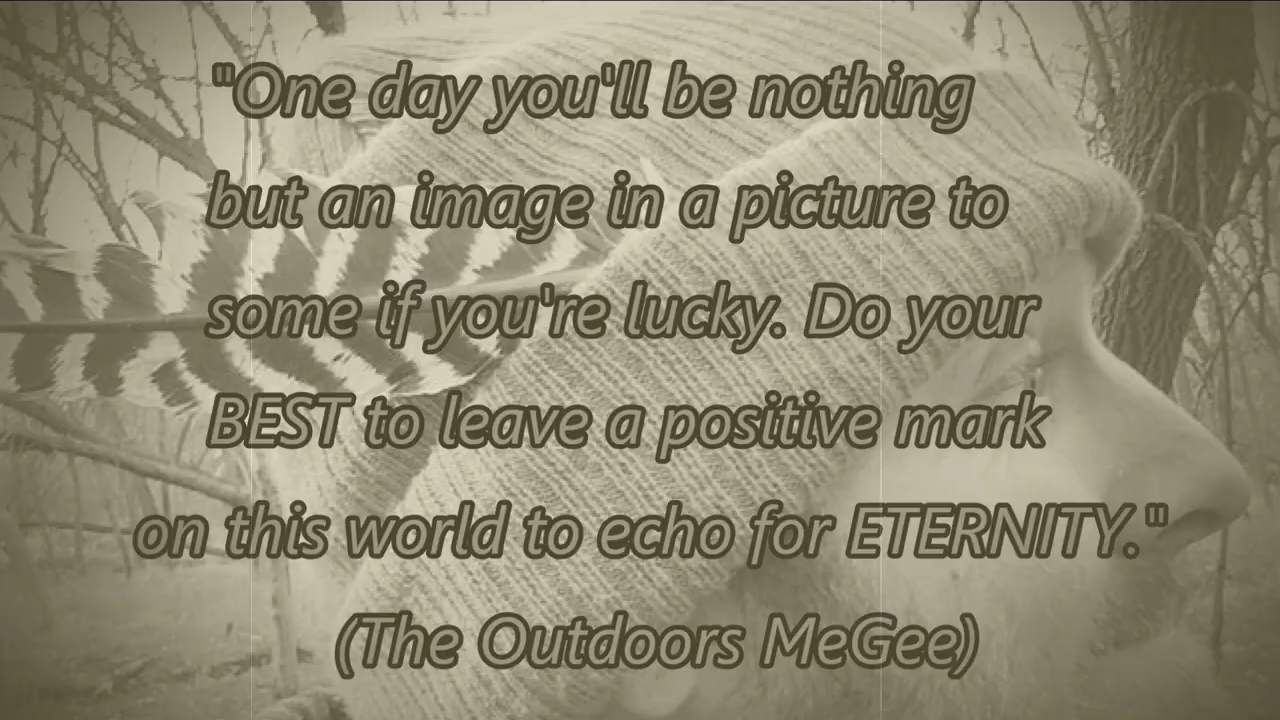 "One day you'll be nothing
but an image in a picture to
some if you're lucky. Do your
BEST to leave a positive mark
on this world to echo for ETERNITY."
(The Outdoors MeGee)